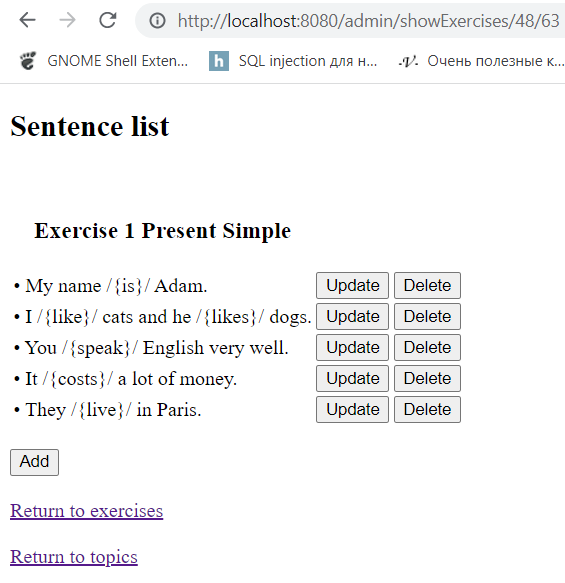 http://localhost:8080/admin/showExercises/48/63
GNOME Shell Exten... SQL injection для н... Очень полезные к...
Sentence list
Exercise 1 Present Simple
• My name /{is}/ Adam. Update Delete
• I /{like}/ cats and he /{likes}/ dogs. Update Delete
• You /{speak}/ English very well. Update Delete
• It /{costs}/ a lot of money. Update Delete
• They /{live}/ in Paris. Update Delete
Add
Return to exercises
Return to topics